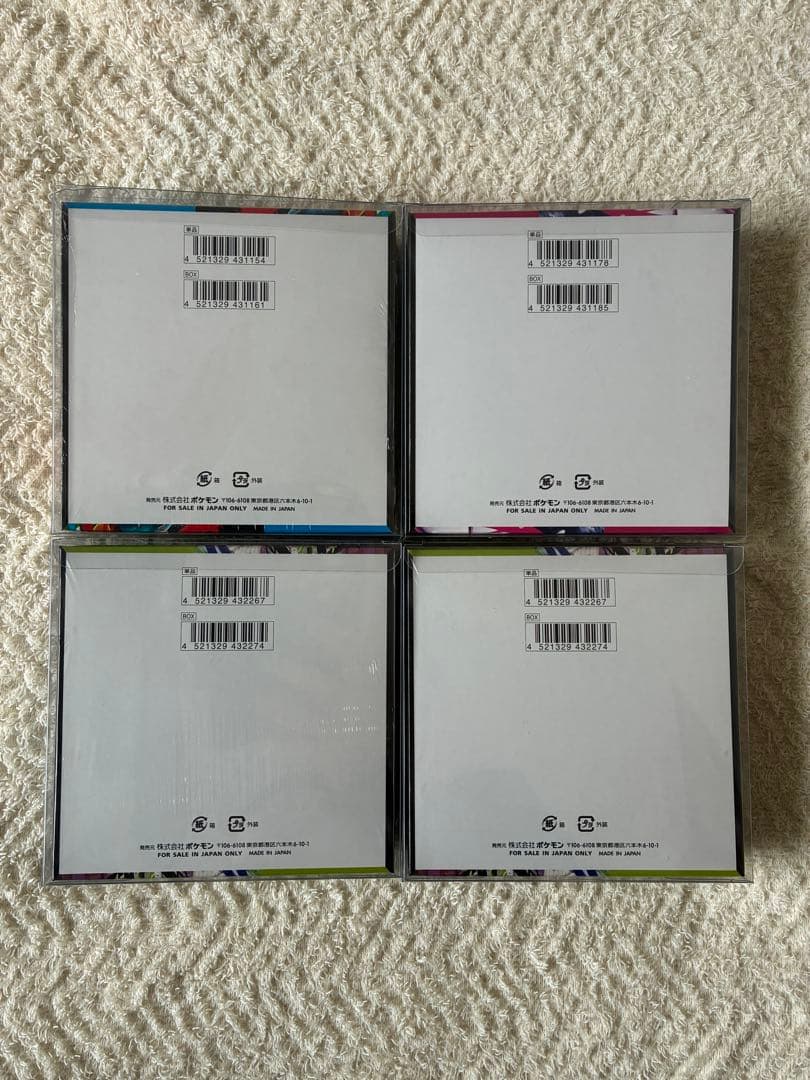 単品
4 521329 431154
BOX
4 521329 431161
紙 箱 プラ 外装
発売元 株式会社ポケモン 〒106-6108 東京都港区六本木6-10-1
FOR SALE IN JAPAN ONLY MADE IN JAPAN
単品
4 521329 431178
BOX
4 521329 431185
紙 箱 プラ 外装
発売元 株式会社ポケモン 〒106-6108 東京都港区六本木6-10-1
FOR SALE IN JAPAN ONLY MADE IN JAPAN
単品
4 521329 432267
BOX
4 521329 432274
紙 箱 プラ 外装
発売元 株式会社ポケモン 〒106-6108 東京都港区六本木6-10-1
FOR SALE IN JAPAN ONLY MADE IN JAPAN
単品
4 521329 432267
BOX
4 521329 432274
紙 箱 プラ 外装
発売元 株式会社ポケモン 〒106-6108 東京都港区六本木6-10-1
FOR SALE IN JAPAN ONLY MADE IN JAPAN